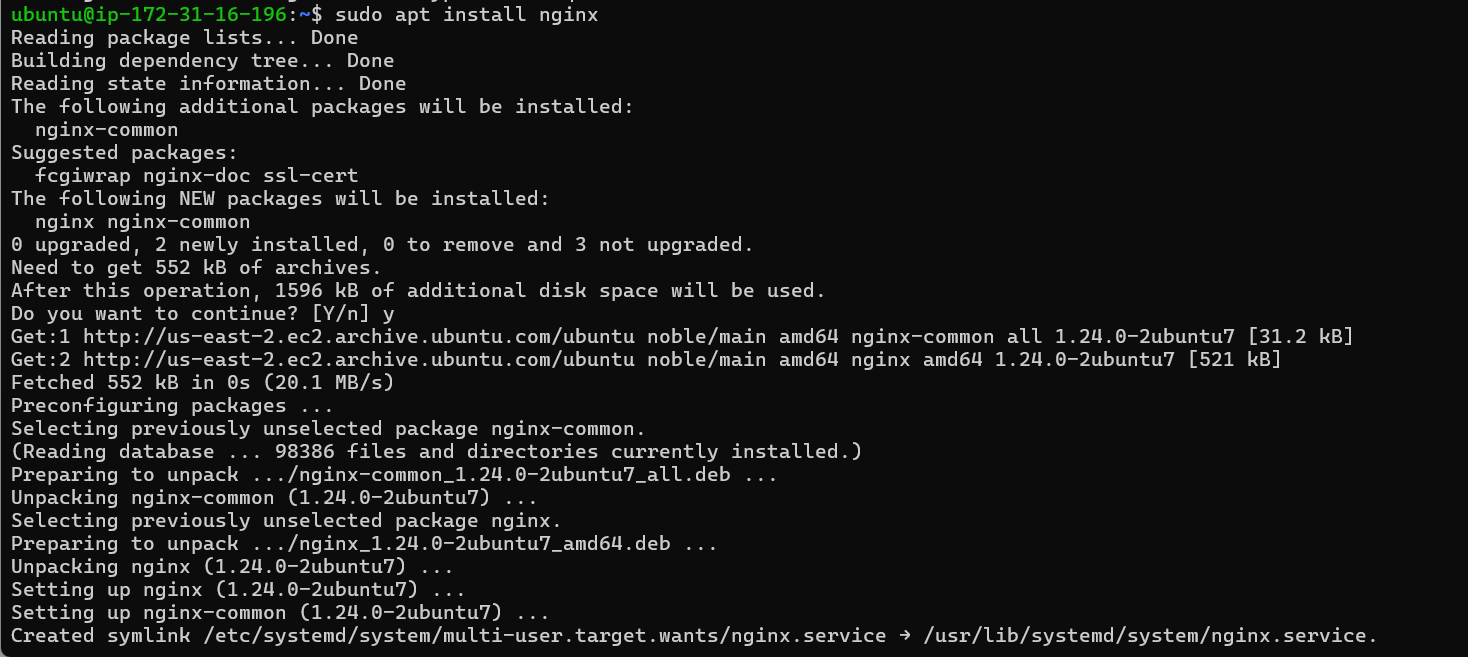 ubuntu@ip-172-31-16-196:~$ sudo apt install nginx
Reading package lists... Done
Building dependency tree... Done
Reading state information... Done
The following additional packages will be installed:
  nginx-common
Suggested packages:
  fcgiwrap nginx-doc ssl-cert
The following NEW packages will be installed:
  nginx nginx-common
0 upgraded, 2 newly installed, 0 to remove and 3 not upgraded.
Need to get 552 kB of archives.
After this operation, 1596 kB of additional disk space will be used.
Do you want to continue? [Y/n] y
Get:1 http://us-east-2.ec2.archive.ubuntu.com/ubuntu noble/main amd64 nginx-common all 1.24.0-2ubuntu7 [31.2 kB]
Get:2 http://us-east-2.ec2.archive.ubuntu.com/ubuntu noble/main amd64 nginx amd64 1.24.0-2ubuntu7 [521 kB]
Fetched 552 kB in 0s (20.1 MB/s)
Preconfiguring packages ...
Selecting previously unselected package nginx-common.
(Reading database ... 98386 files and directories currently installed.)
Preparing to unpack .../nginx-common_1.24.0-2ubuntu7_all.deb ...
Unpacking nginx-common (1.24.0-2ubuntu7) ...
Selecting previously unselected package nginx.
Preparing to unpack .../nginx_1.24.0-2ubuntu7_amd64.deb ...
Unpacking nginx (1.24.0-2ubuntu7) ...
Setting up nginx (1.24.0-2ubuntu7) ...
Setting up nginx-common (1.24.0-2ubuntu7) ...
Created symlink /etc/systemd/system/multi-user.target.wants/nginx.service → /usr/lib/systemd/system/nginx.service.